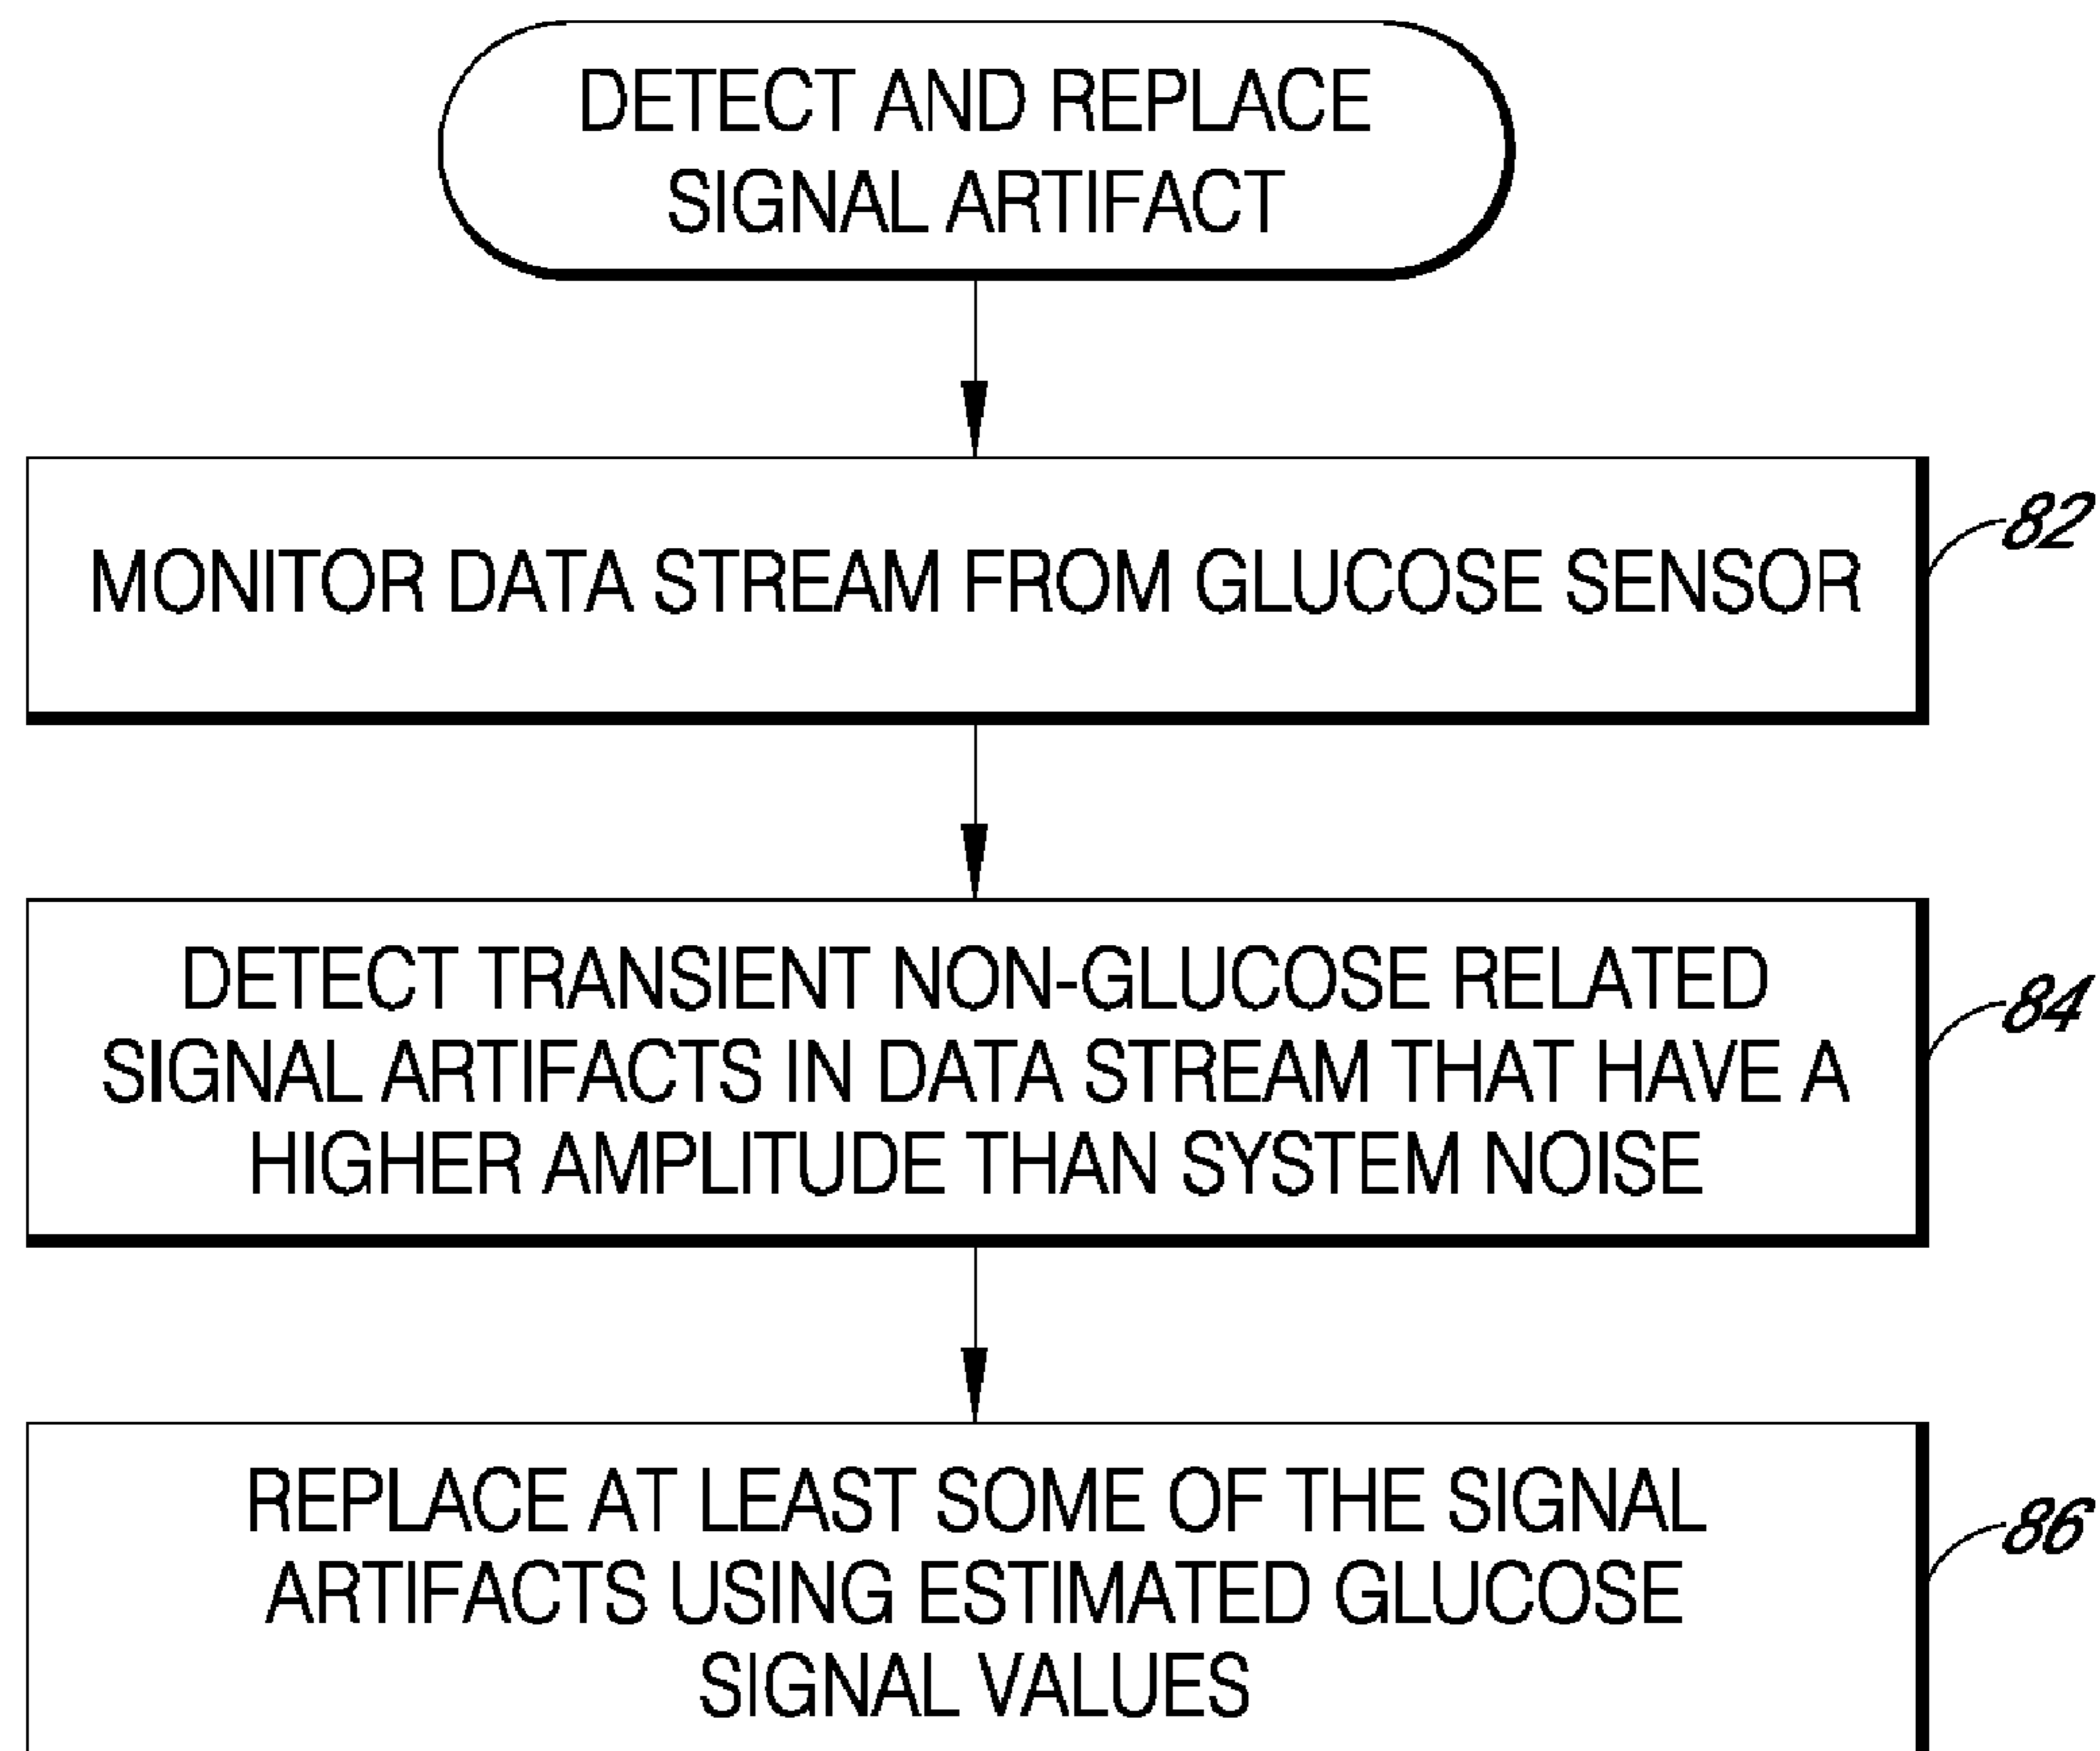 DETECT AND REPLACE
SIGNAL ARTIFACT
MONITOR DATA STREAM FROM GLUCOSE SENSOR
82
DETECT TRANSIENT NON-GLUCOSE RELATED
SIGNAL ARTIFACTS IN DATA STREAM THAT HAVE A
HIGHER AMPLITUDE THAN SYSTEM NOISE
84
REPLACE AT LEAST SOME OF THE SIGNAL
ARTIFACTS USING ESTIMATED GLUCOSE
SIGNAL VALUES
86